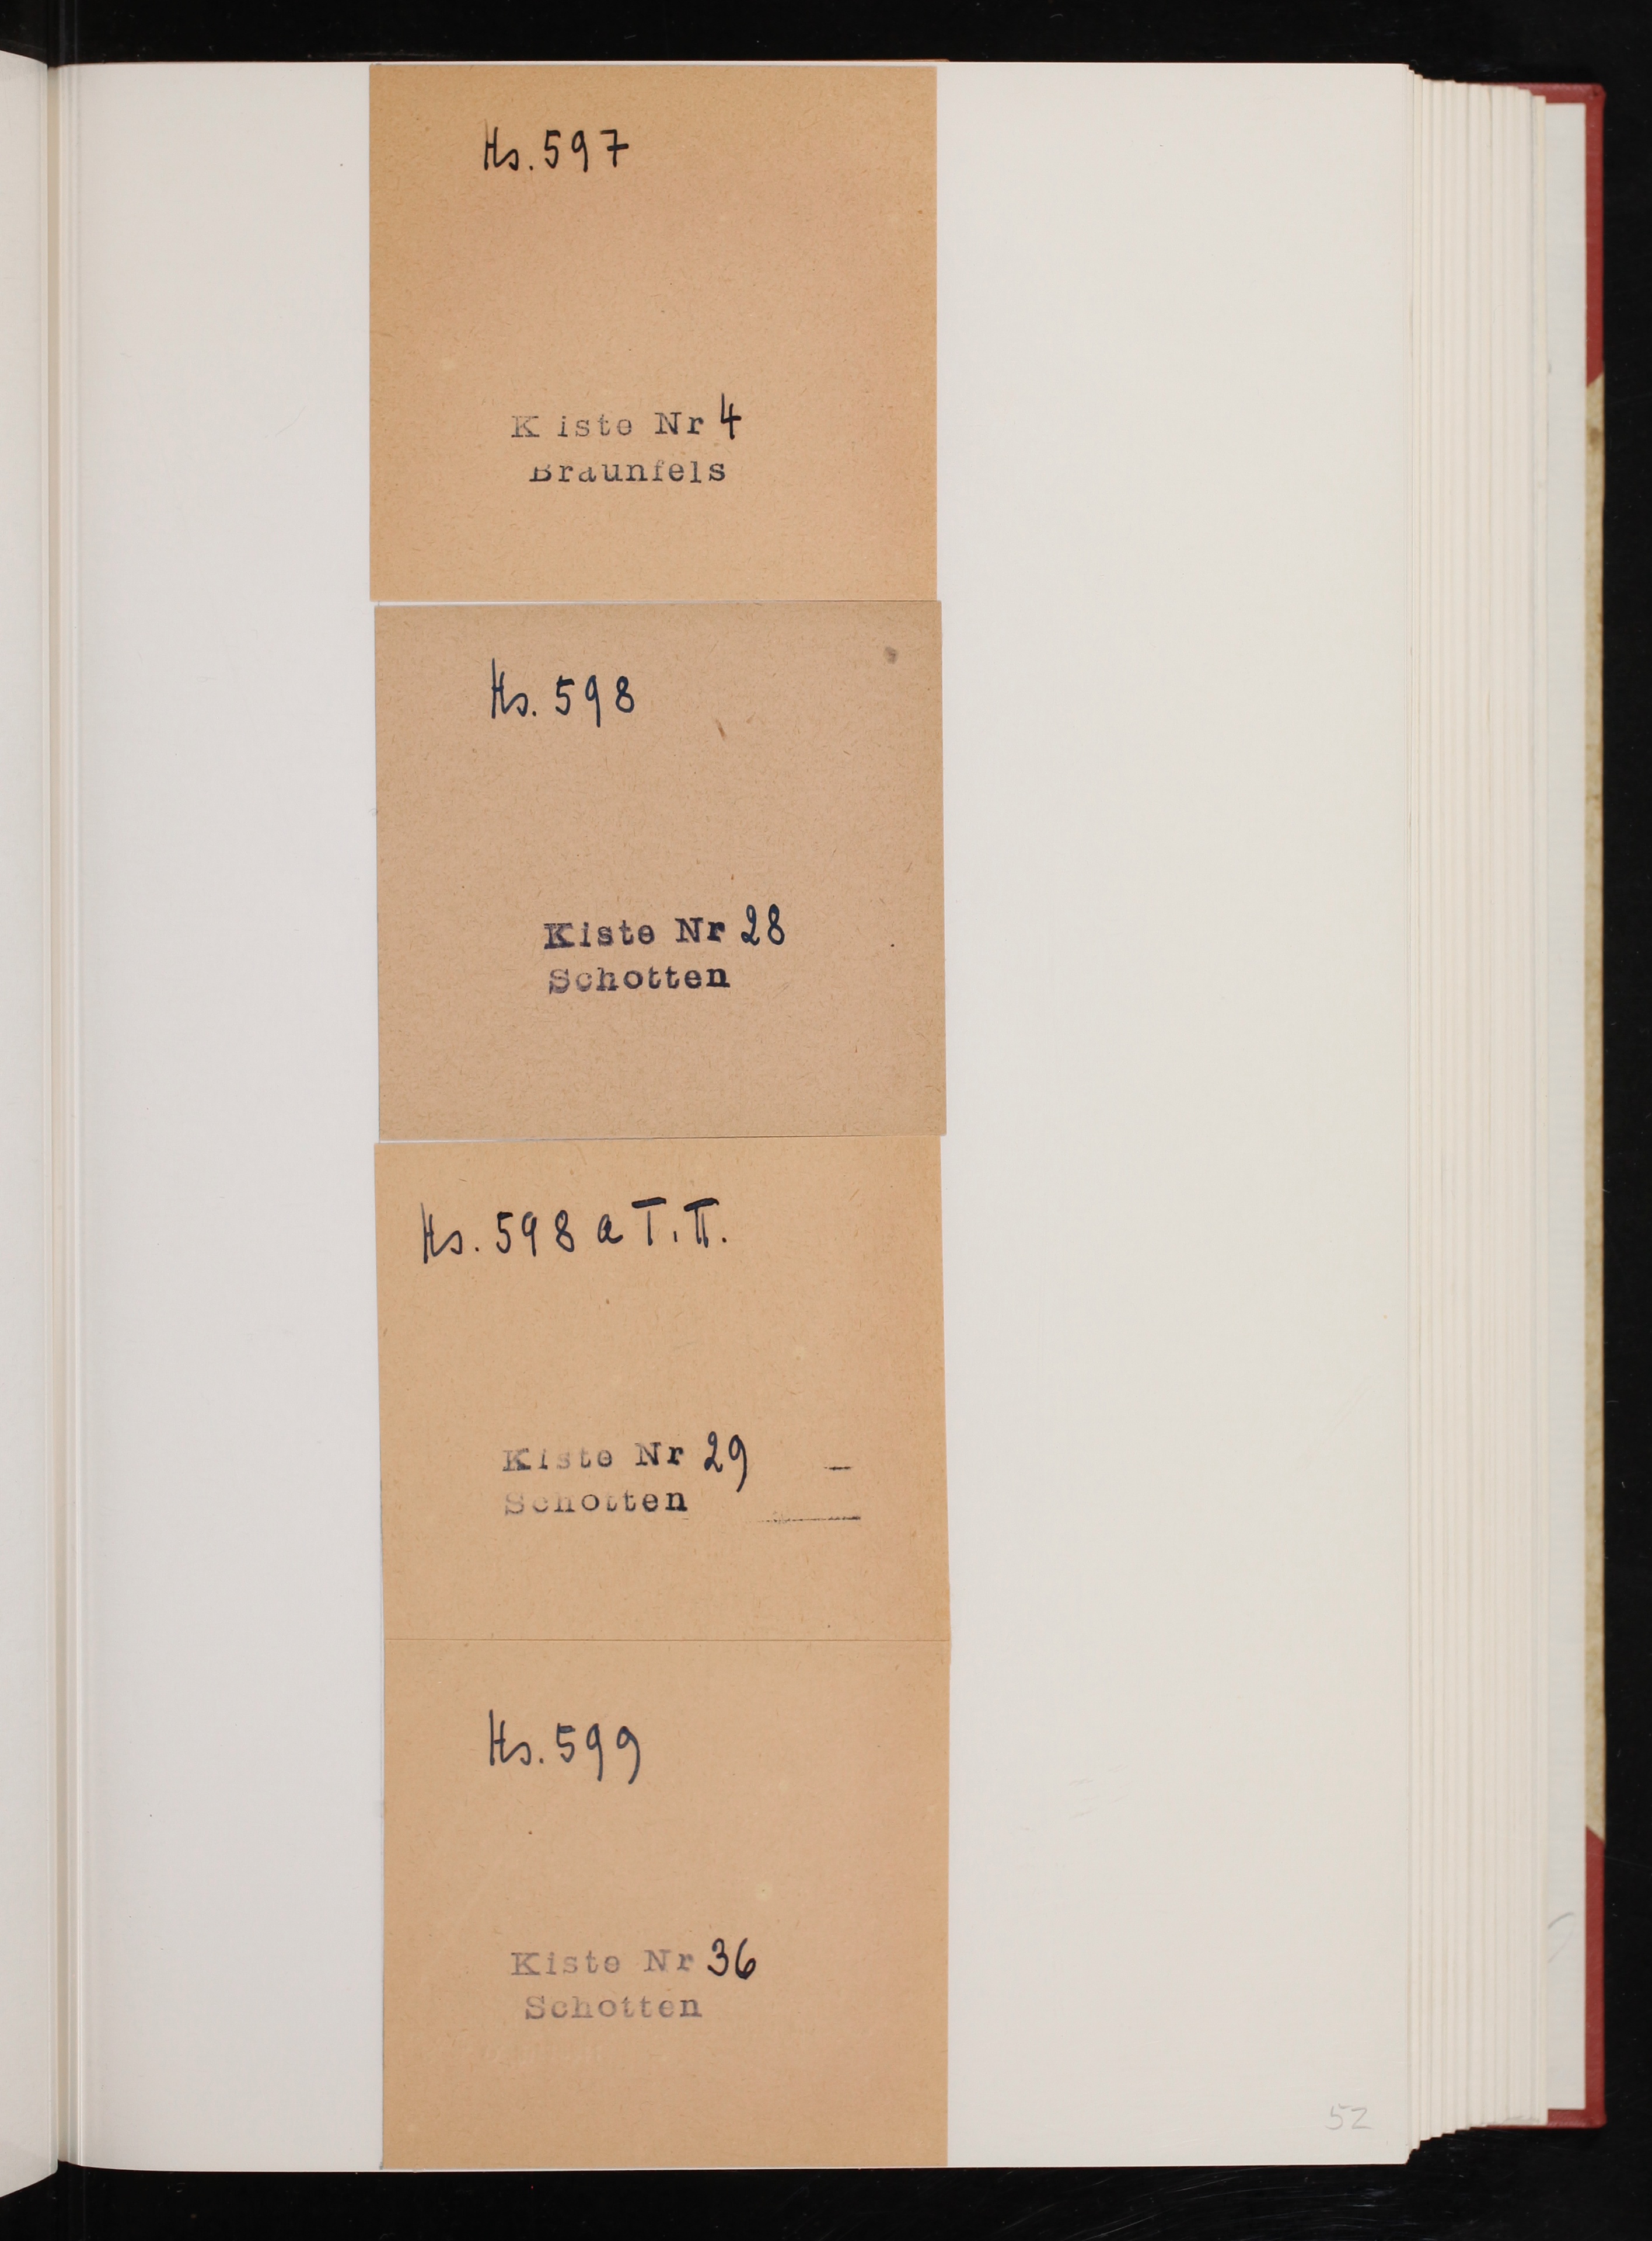 Hs. 597
Kiste Nr 4
Braunfels
Hs. 598
Kiste Nr 28
Schotten
Hs. 598 a I. II.
Kiste Nr 29
Schotten
Hs. 599
Kiste Nr 36
Schotten
52